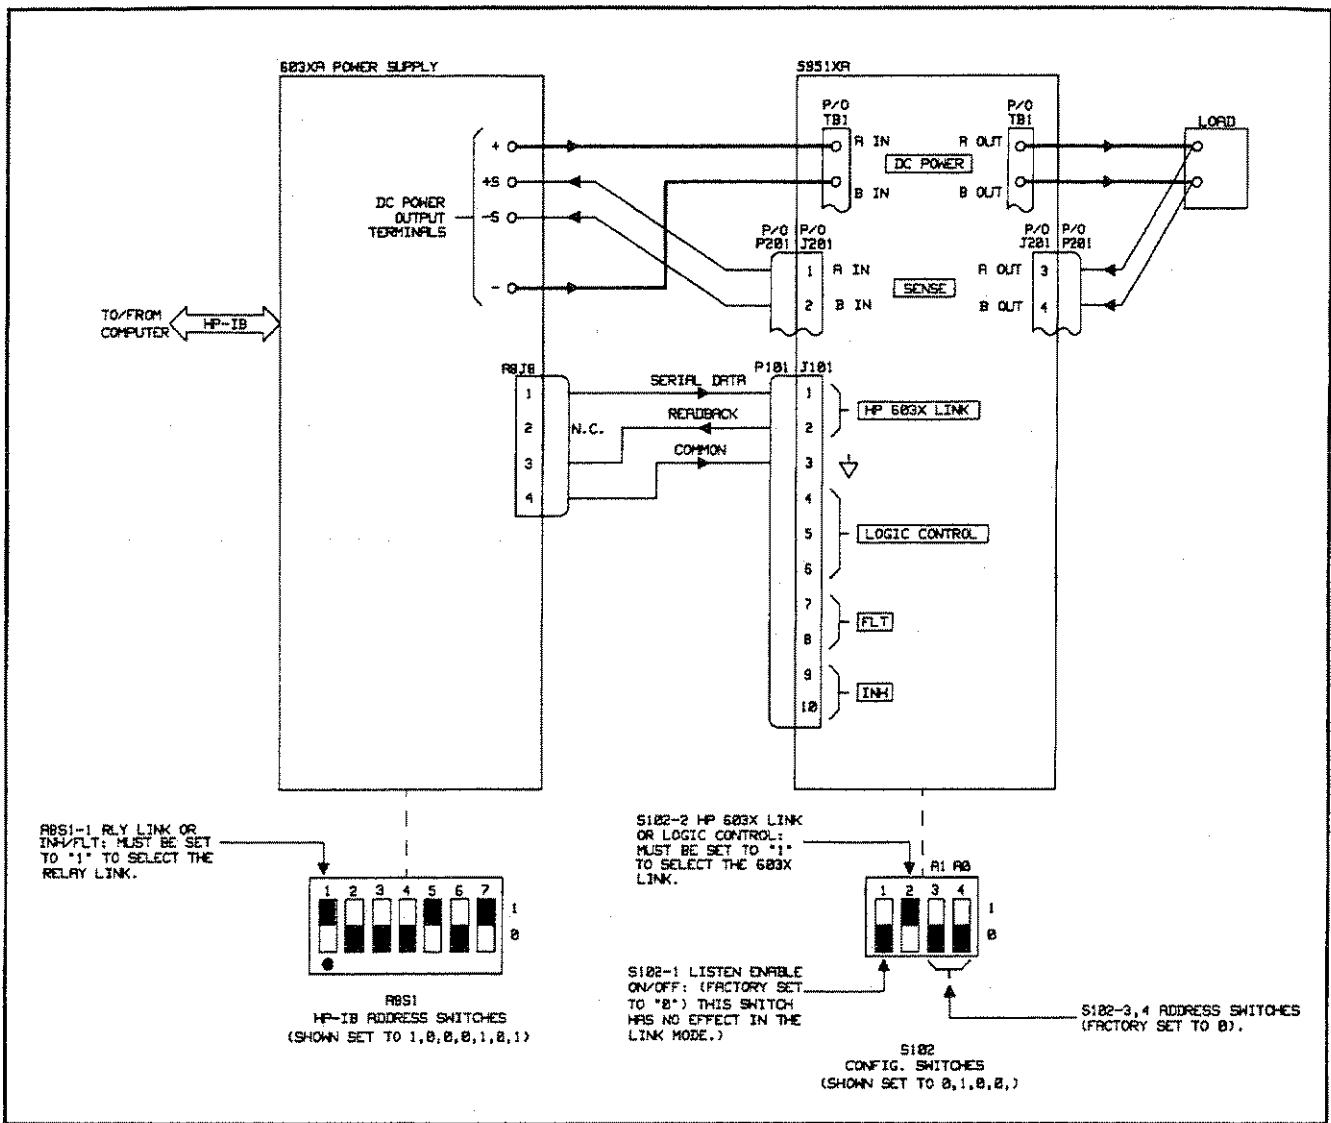 603XA POWER SUPPLY
5951XA
P/O
TB1
P/O
TB1
LOAD
+
A IN
A OUT
DC POWER
+S
B IN
B OUT
DC POWER
OUTPUT
TERMINALS
-S
P/O P/O
P201 J201
P/O P/O
J201 P201
1 A IN
A OUT 3
SENSE
-
2 B IN
B OUT 4
TO/FROM
COMPUTER
HP-IB
A8J8
P101 J101
1
SERIAL DATA
1
HP 603X LINK
2
N.C.
READBACK
2
3
COMMON
3
4
4
5
LOGIC CONTROL
6
7
FLT
8
9
INH
10
A8S1-1 RLY LINK OR
INH/FLT: MUST BE SET
TO "1" TO SELECT THE
RELAY LINK.
1 2 3 4 5 6 7
1
0
A8S1
HP-IB ADDRESS SWITCHES
(SHOWN SET TO 1,0,0,0,1,0,1)
S102-2 HP 603X LINK
OR LOGIC CONTROL:
MUST BE SET TO "1"
TO SELECT THE 603X
LINK.
A1 A0
1 2 3 4
1
0
S102-1 LISTEN ENABLE
ON/OFF: (FACTORY SET
TO "0") THIS SWITCH
HAS NO EFFECT IN THE
LINK MODE.)
S102-3,4 ADDRESS SWITCHES
(FACTORY SET TO 0).
S102
CONFIG. SWITCHES
(SHOWN SET TO 0,1,0,0,)